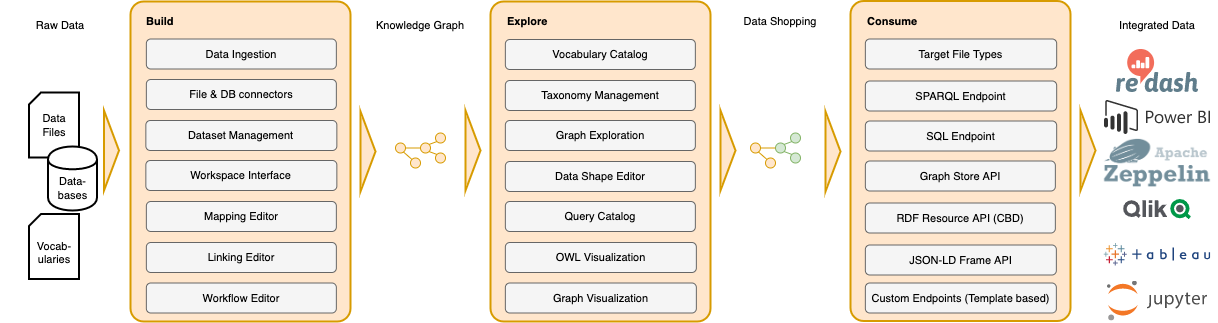 Raw Data
Data
Files
Data-
bases
Vocab-
ularies
Build
Data Ingestion
File & DB connectors
Dataset Management
Workspace Interface
Mapping Editor
Linking Editor
Workflow Editor
Knowledge Graph
Explore
Vocabulary Catalog
Taxonomy Management
Graph Exploration
Data Shape Editor
Query Catalog
OWL Visualization
Graph Visualization
Data Shopping
Consume
Target File Types
SPARQL Endpoint
SQL Endpoint
Graph Store API
RDF Resource API (CBD)
JSON-LD Frame API
Custom Endpoints (Template based)
Integrated Data
re dash
Power BI
Apache
Zeppelin
Qlik
+ a b l e a u
jupyter